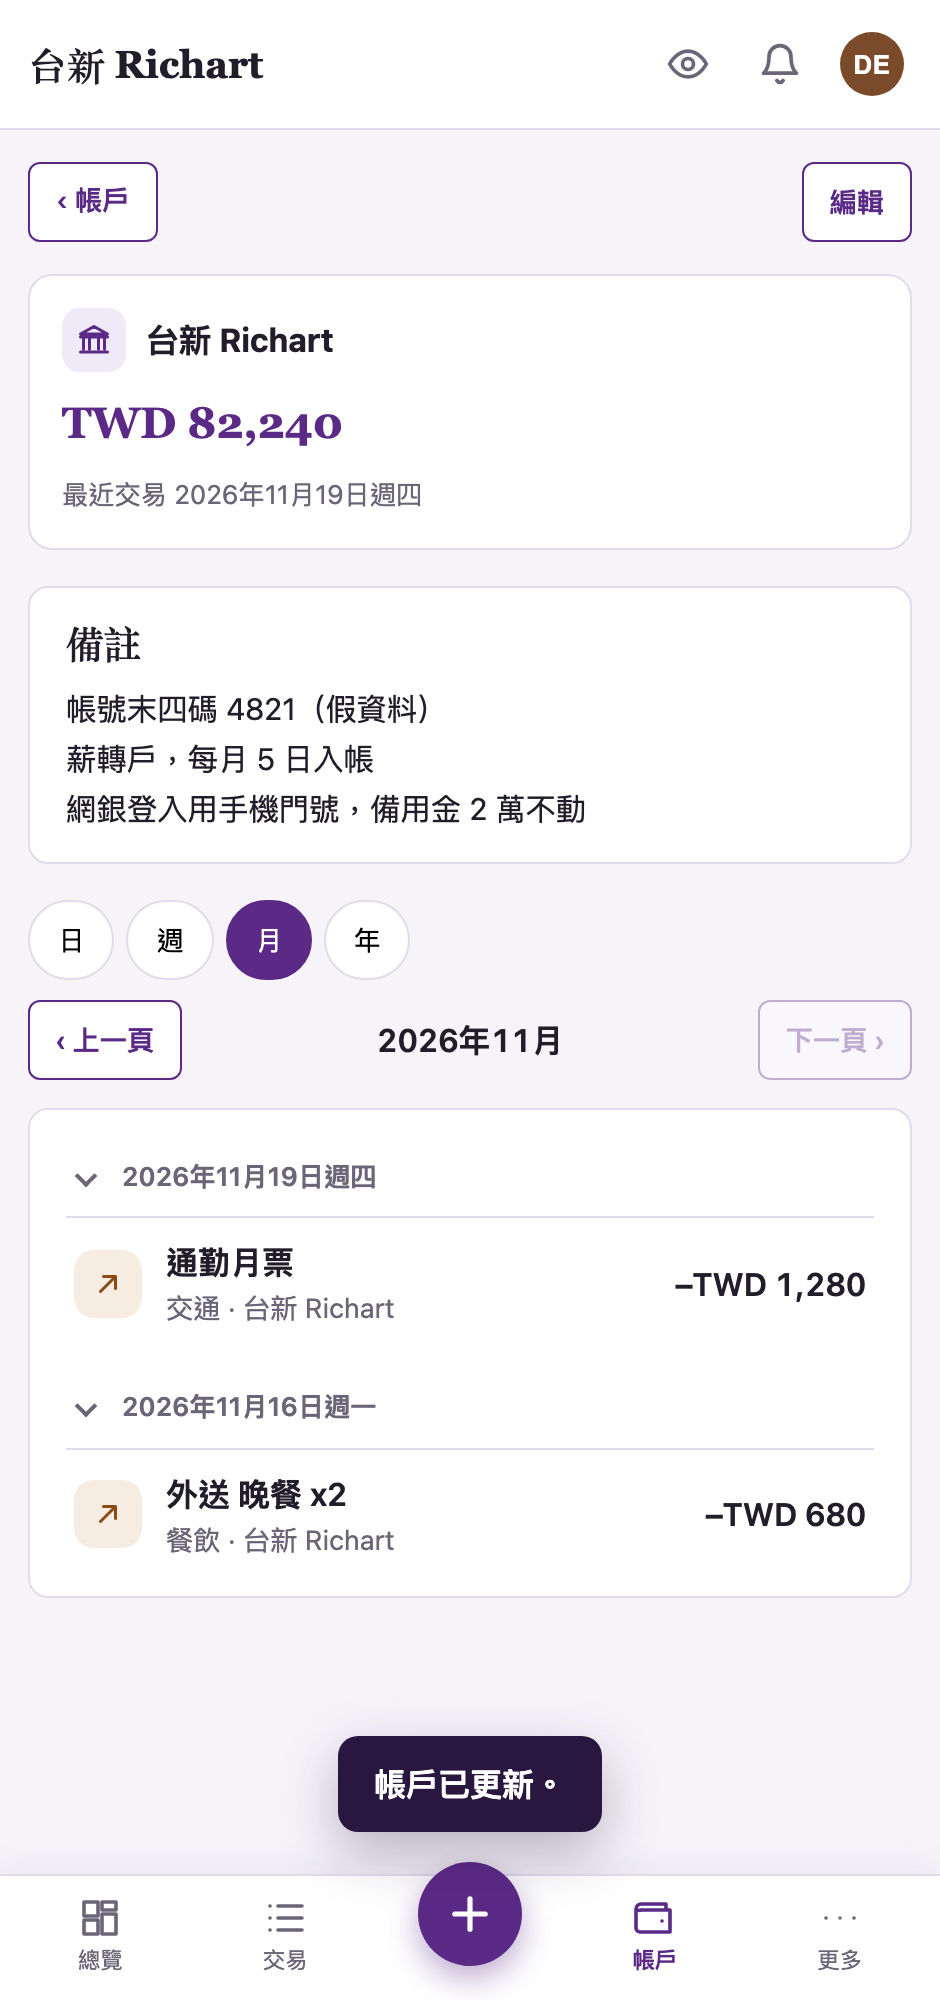 台新 Richart
DE
‹ 帳戶
編輯
台新 Richart
TWD 82,240
最近交易 2026年11月19日週四
備註
帳號末四碼 4821（假資料）
薪轉戶，每月 5 日入帳
網銀登入用手機門號，備用金 2 萬不動
日 週 月 年
‹ 上一頁
2026年11月
下一頁 ›
2026年11月19日週四
通勤月票
交通 · 台新 Richart
–TWD 1,280
2026年11月16日週一
外送 晚餐 x2
餐飲 · 台新 Richart
–TWD 680
帳戶已更新。
總覽
交易
帳戶
更多